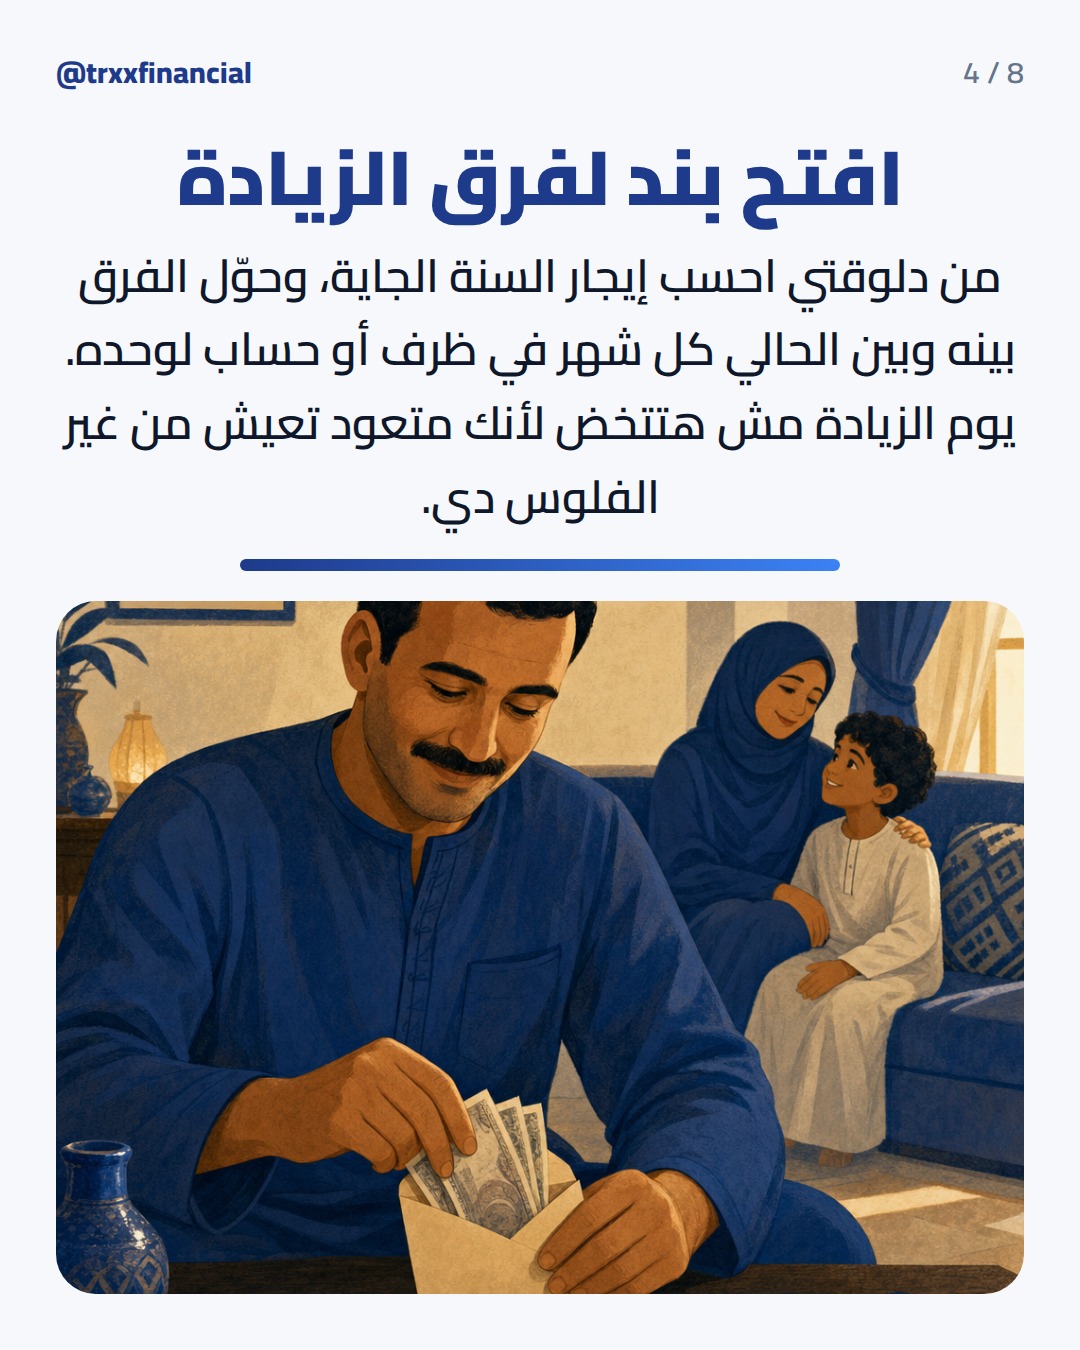 @trxxfinancial
4 / 8
افتح بند لفرق الزيادة
من دلوقتي احسب إيجار السنة الجاية، وحوّل الفرق
بينه وبين الحالي كل شهر في ظرف أو حساب لوحده.
يوم الزيادة مش هتتخض لأنك متعود تعيش من غير
الفلوس دي.